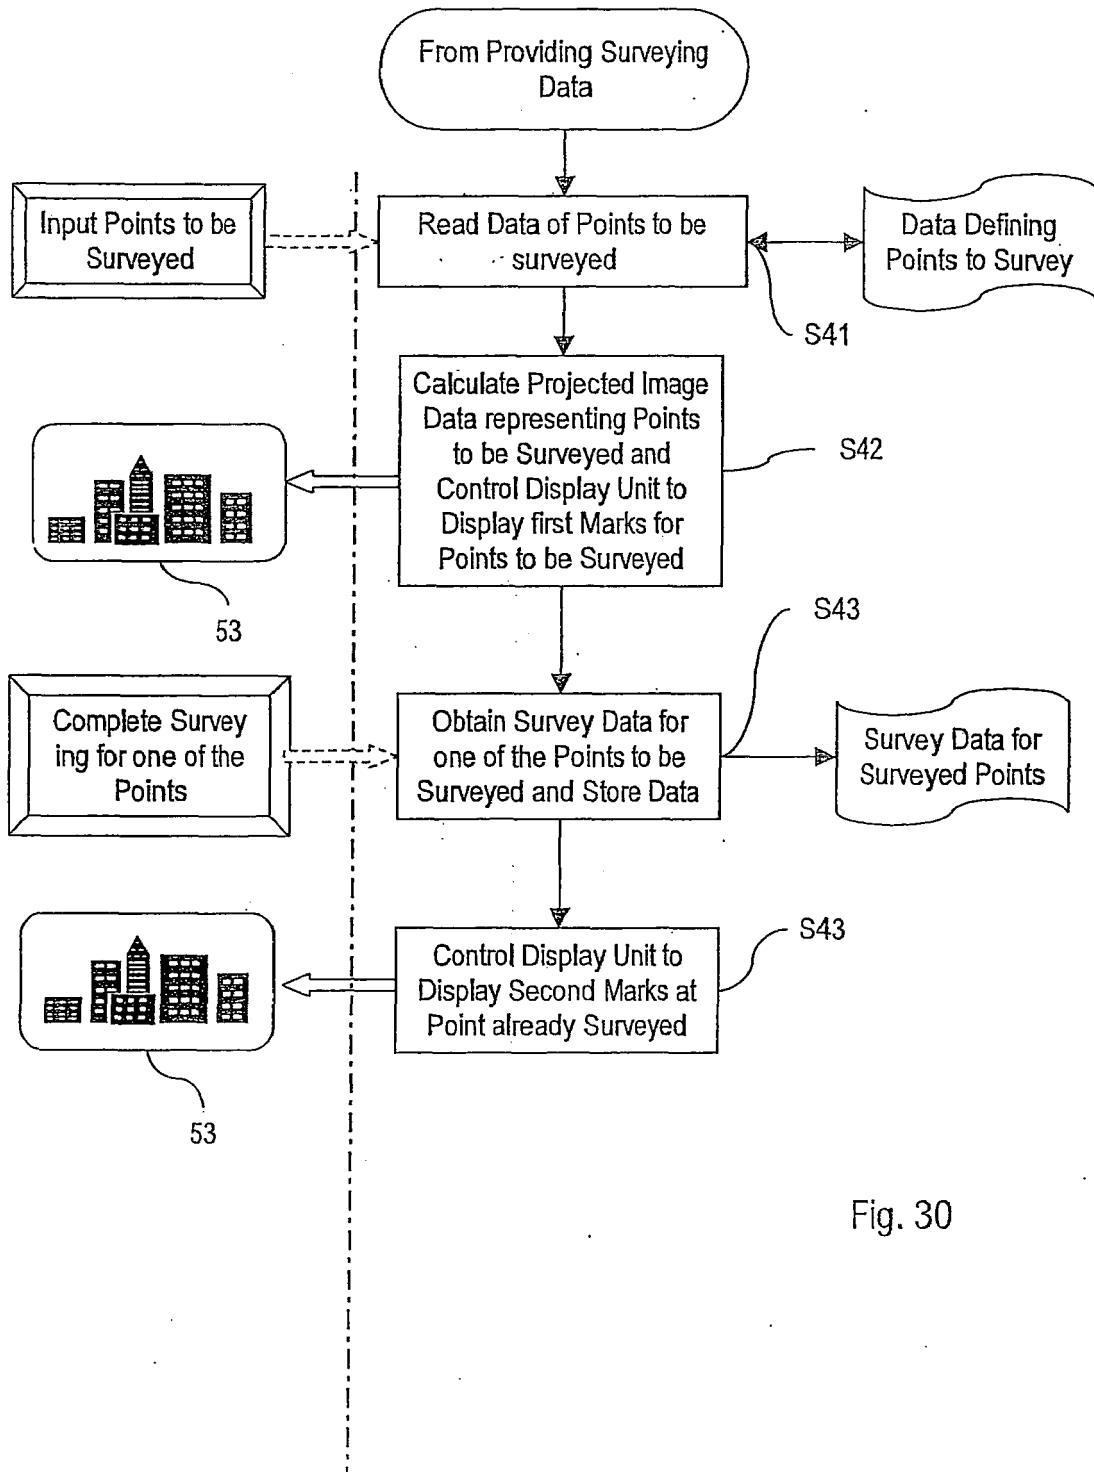 From Providing Surveying
Data
Input Points to be
Surveyed
Read Data of Points to be
surveyed
Data Defining
Points to Survey
S41
Calculate Projected Image
Data representing Points
to be Surveyed and
Control Display Unit to
Display first Marks for
Points to be Surveyed
S42
53
S43
Complete Survey
ing for one of the
Points
Obtain Survey Data for
one of the Points to be
Surveyed and Store Data
Survey Data for
Surveyed Points
Control Display Unit to
Display Second Marks at
Point already Surveyed
S43
53
Fig. 30